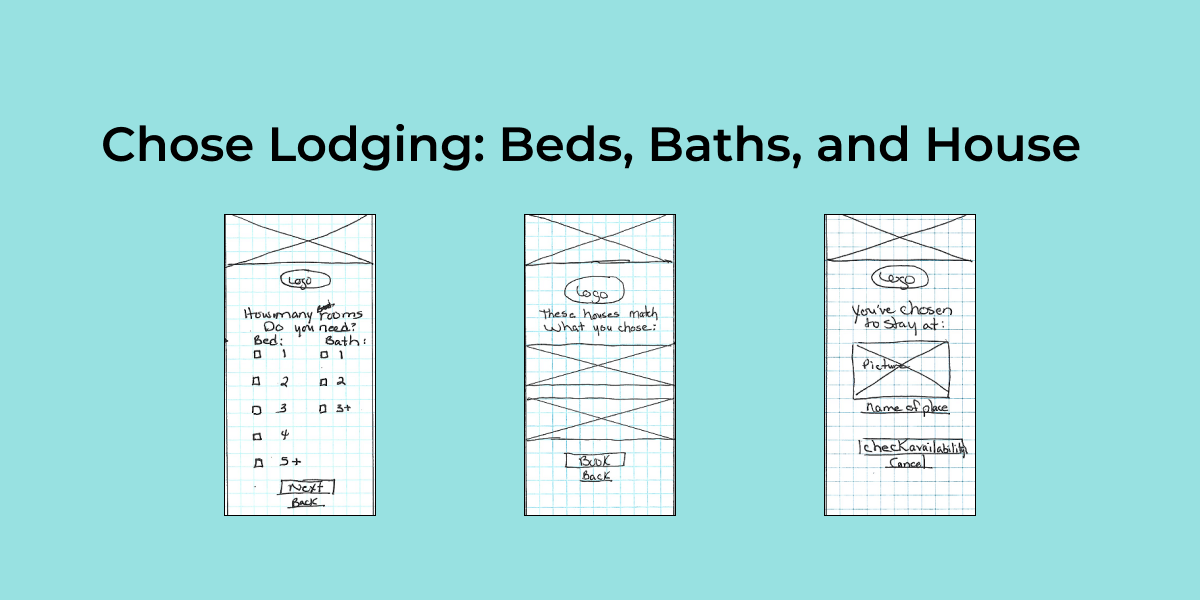 Chose Lodging: Beds, Baths, and House
Logo
How many rooms
Do you need?
Bed:
Bath:
1
1
2
2
3
3+
4
5+
Next
Back
Logo
These houses match
What you chose:
Book
Back
Logo
You've chosen
to stay at:
Picture
name of place
check availability
Cancel